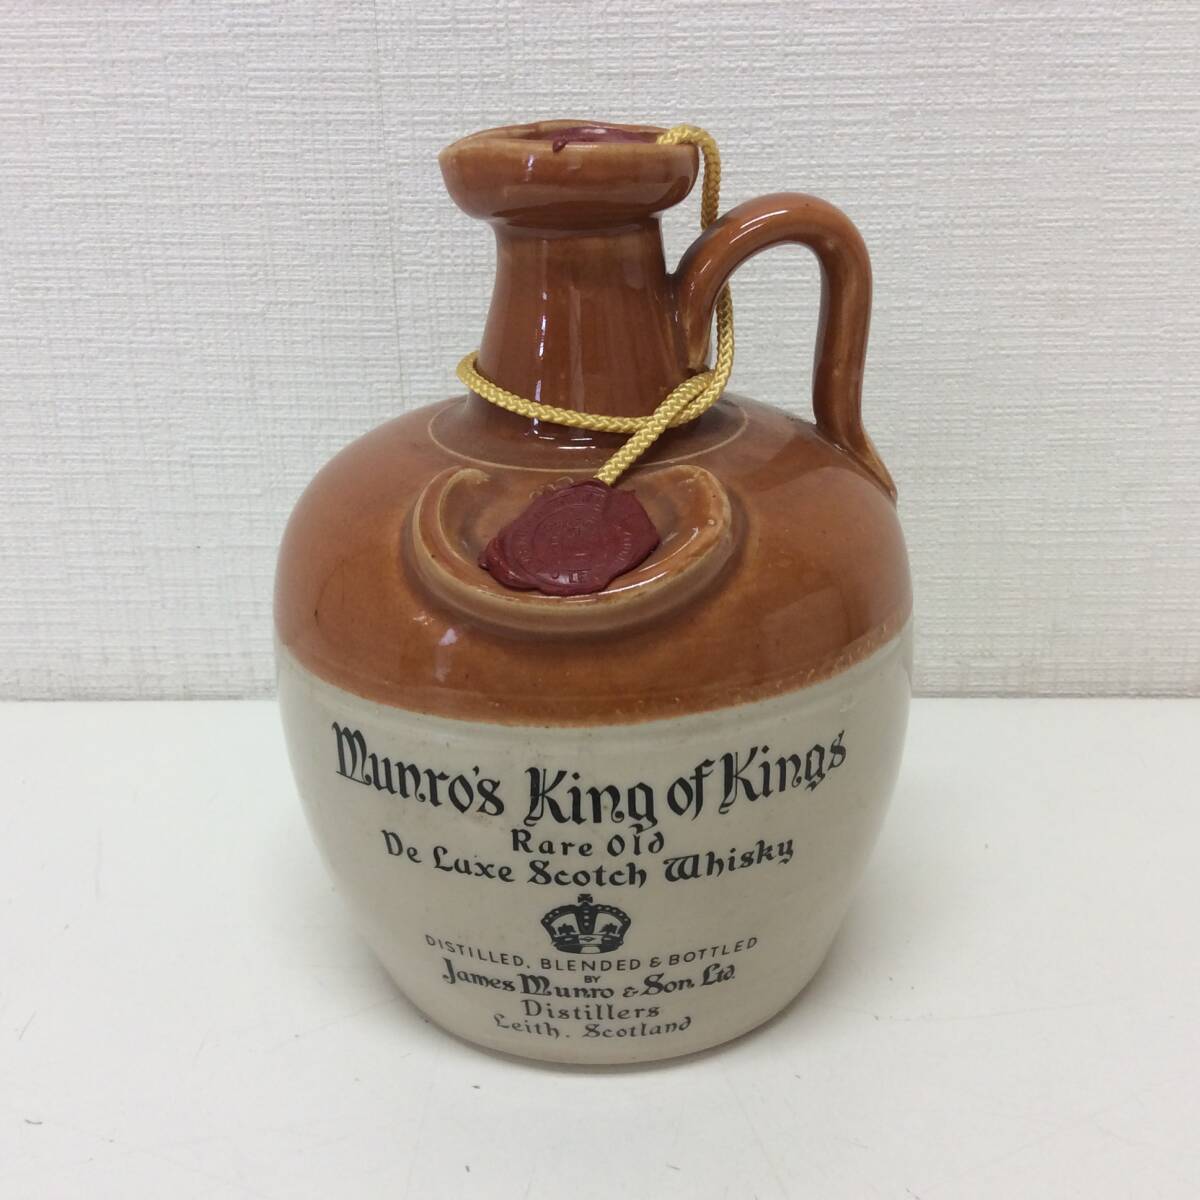 Munro's King of Kings
Rare Old
De Luxe Scotch Whisky
DISTILLED, BLENDED & BOTTLED
BY
James Munro & Son, Ltd.
Distillers
Leith, Scotland